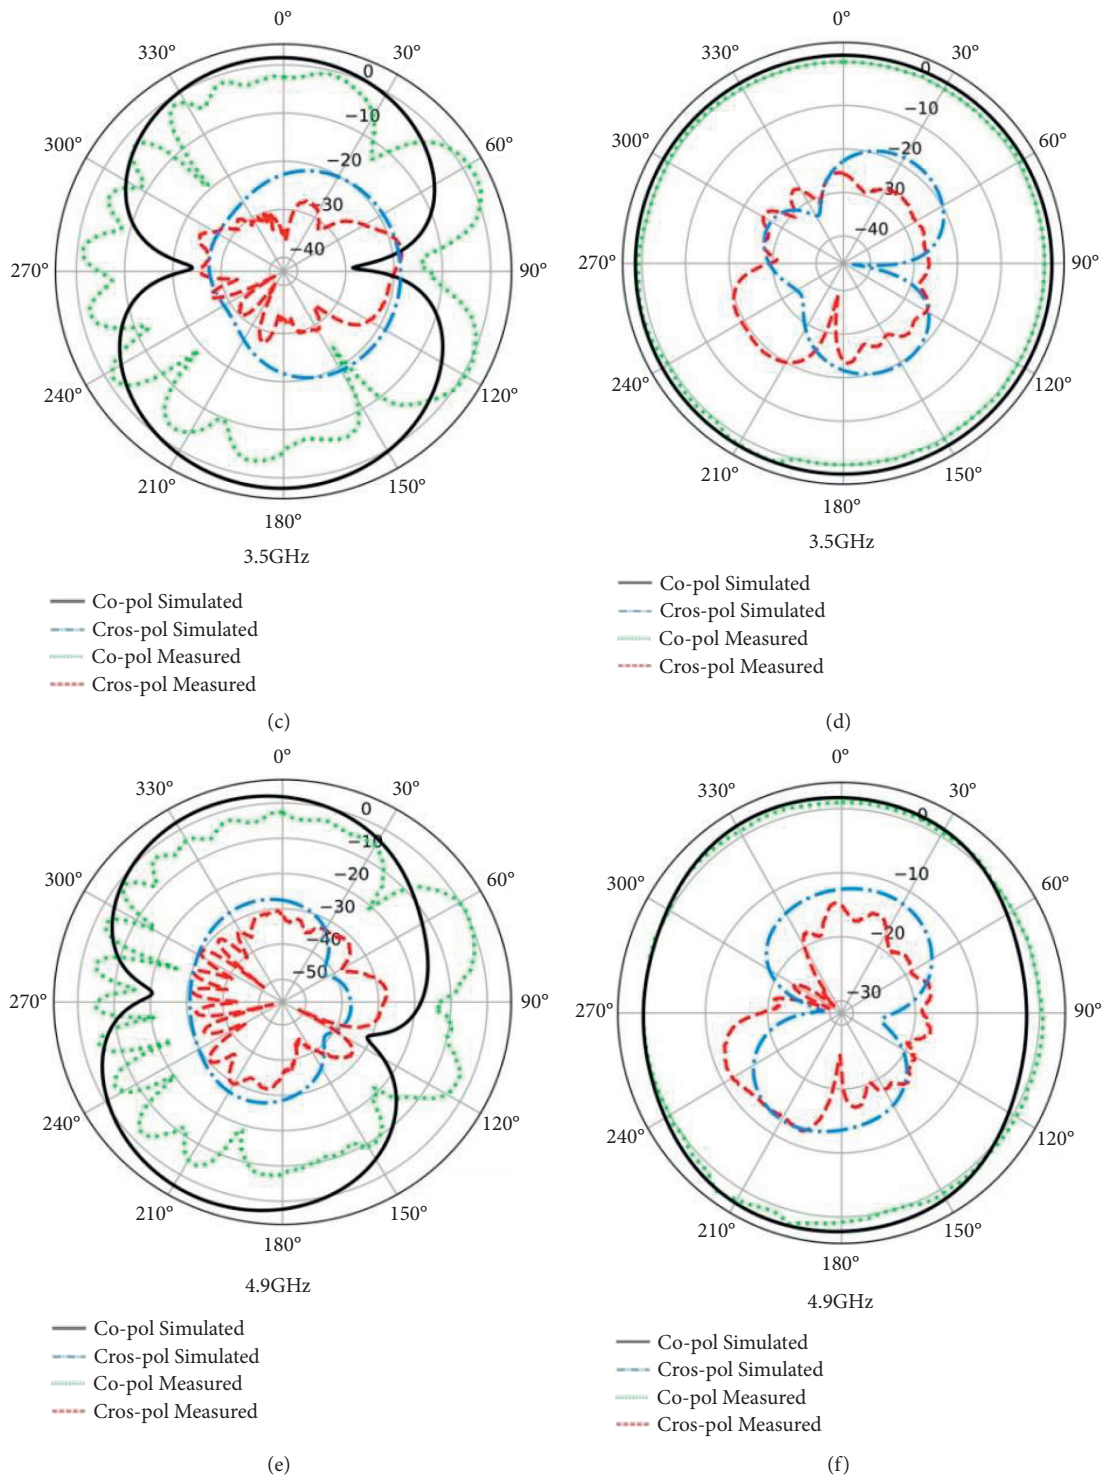 0°
330°
30°
0
−10
300°
60°
−20
−30
−40
270°
90°
240°
120°
210°
150°
180°
3.5GHz
Co-pol Simulated
Cros-pol Simulated
Co-pol Measured
Cros-pol Measured
(c)
0°
330°
30°
0
−10
300°
60°
−20
30
−40
270°
90°
240°
120°
210°
150°
180°
3.5GHz
Co-pol Simulated
Cros-pol Simulated
Co-pol Measured
Cros-pol Measured
(d)
0°
330°
30°
0
−10
300°
60°
−20
−30
−40
−50
270°
90°
240°
120°
210°
150°
180°
4.9GHz
Co-pol Simulated
Cros-pol Simulated
Co-pol Measured
Cros-pol Measured
(e)
0°
330°
30°
0
−10
300°
60°
−20
−30
270°
90°
240°
120°
210°
150°
180°
4.9GHz
Co-pol Simulated
Cros-pol Simulated
Co-pol Measured
Cros-pol Measured
(f)